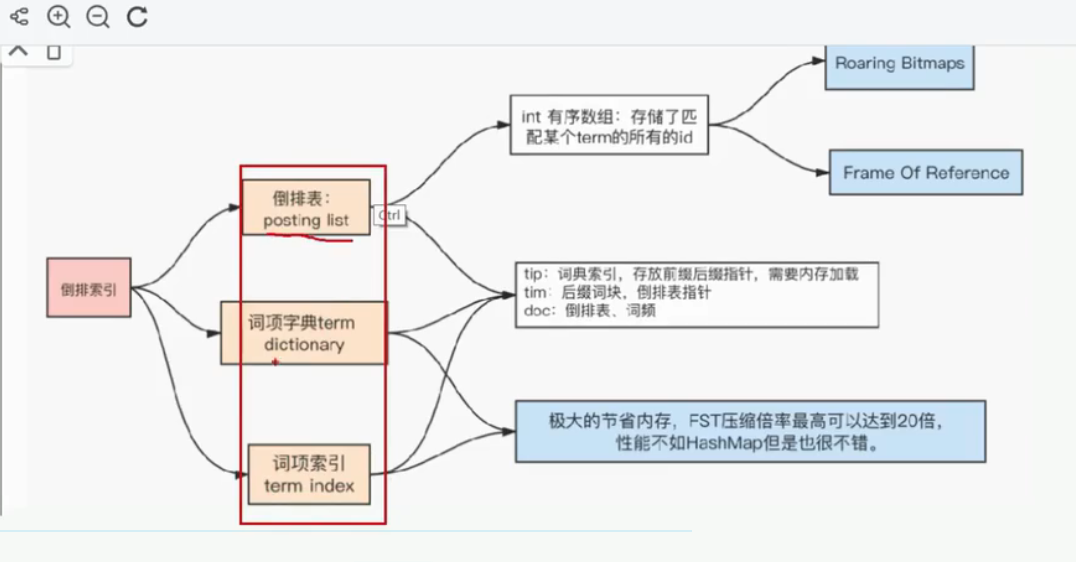 Roaring Bitmaps
int 有序数组：存储了匹
配某个term的所有的id
Frame Of Reference
倒排表：
posting list
Ctrl
倒排索引
tip：词典索引，存放前缀后缀指针，需要内存加载
tim：后缀词块，倒排表指针
doc：倒排表、词频
词项字典term
dictionary
极大的节省内存，FST压缩倍率最高可以达到20倍，
性能不如HashMap但是也很不错。
词项索引
term index